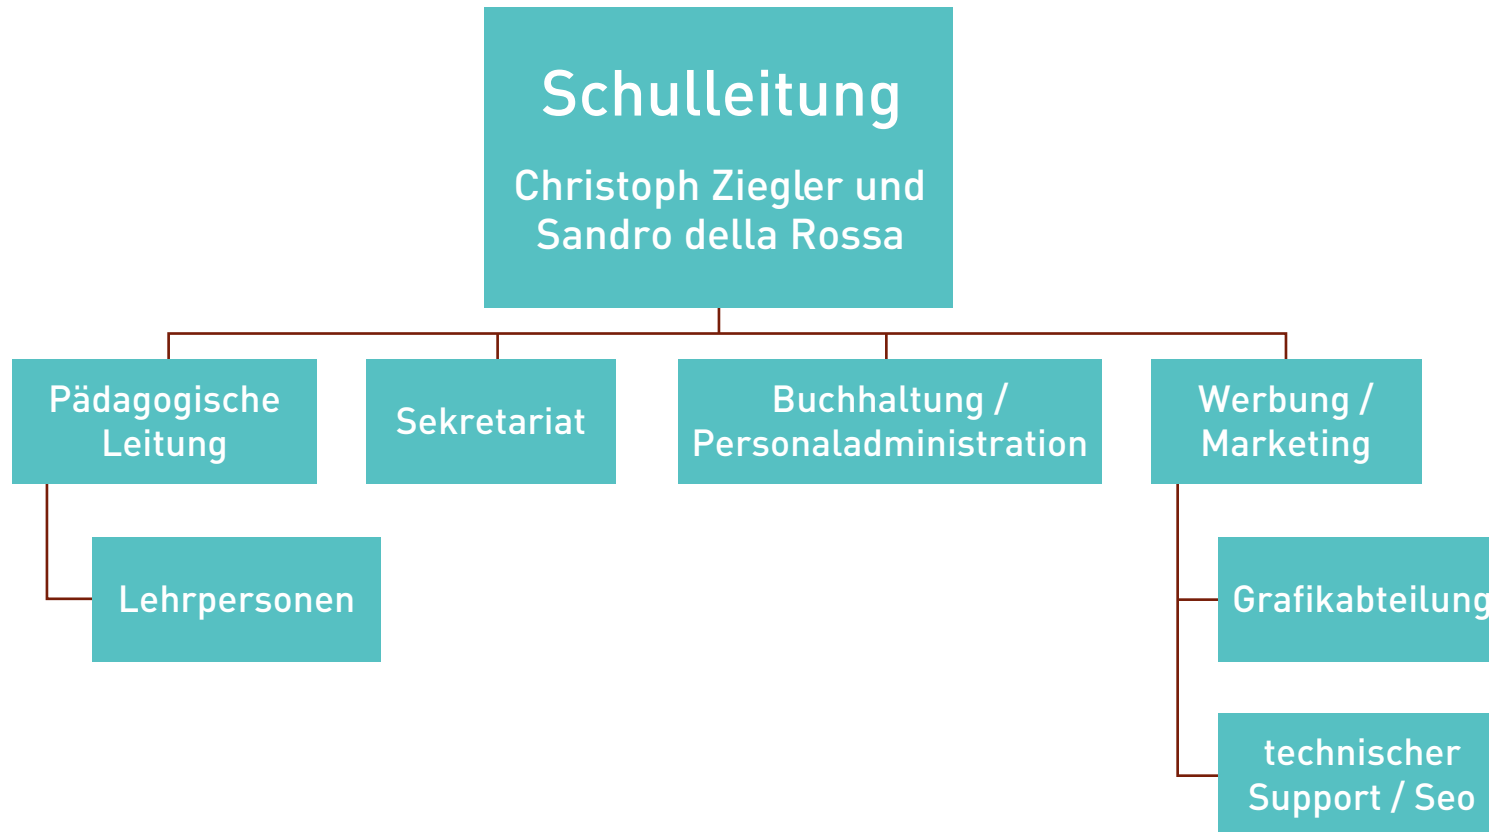 Schulleitung
Christoph Ziegler und
Sandro della Rossa
Pädagogische
Leitung
Sekretariat
Buchhaltung /
Personaladministration
Werbung /
Marketing
Lehrpersonen
Grafikabteilung
technischer
Support / Seo